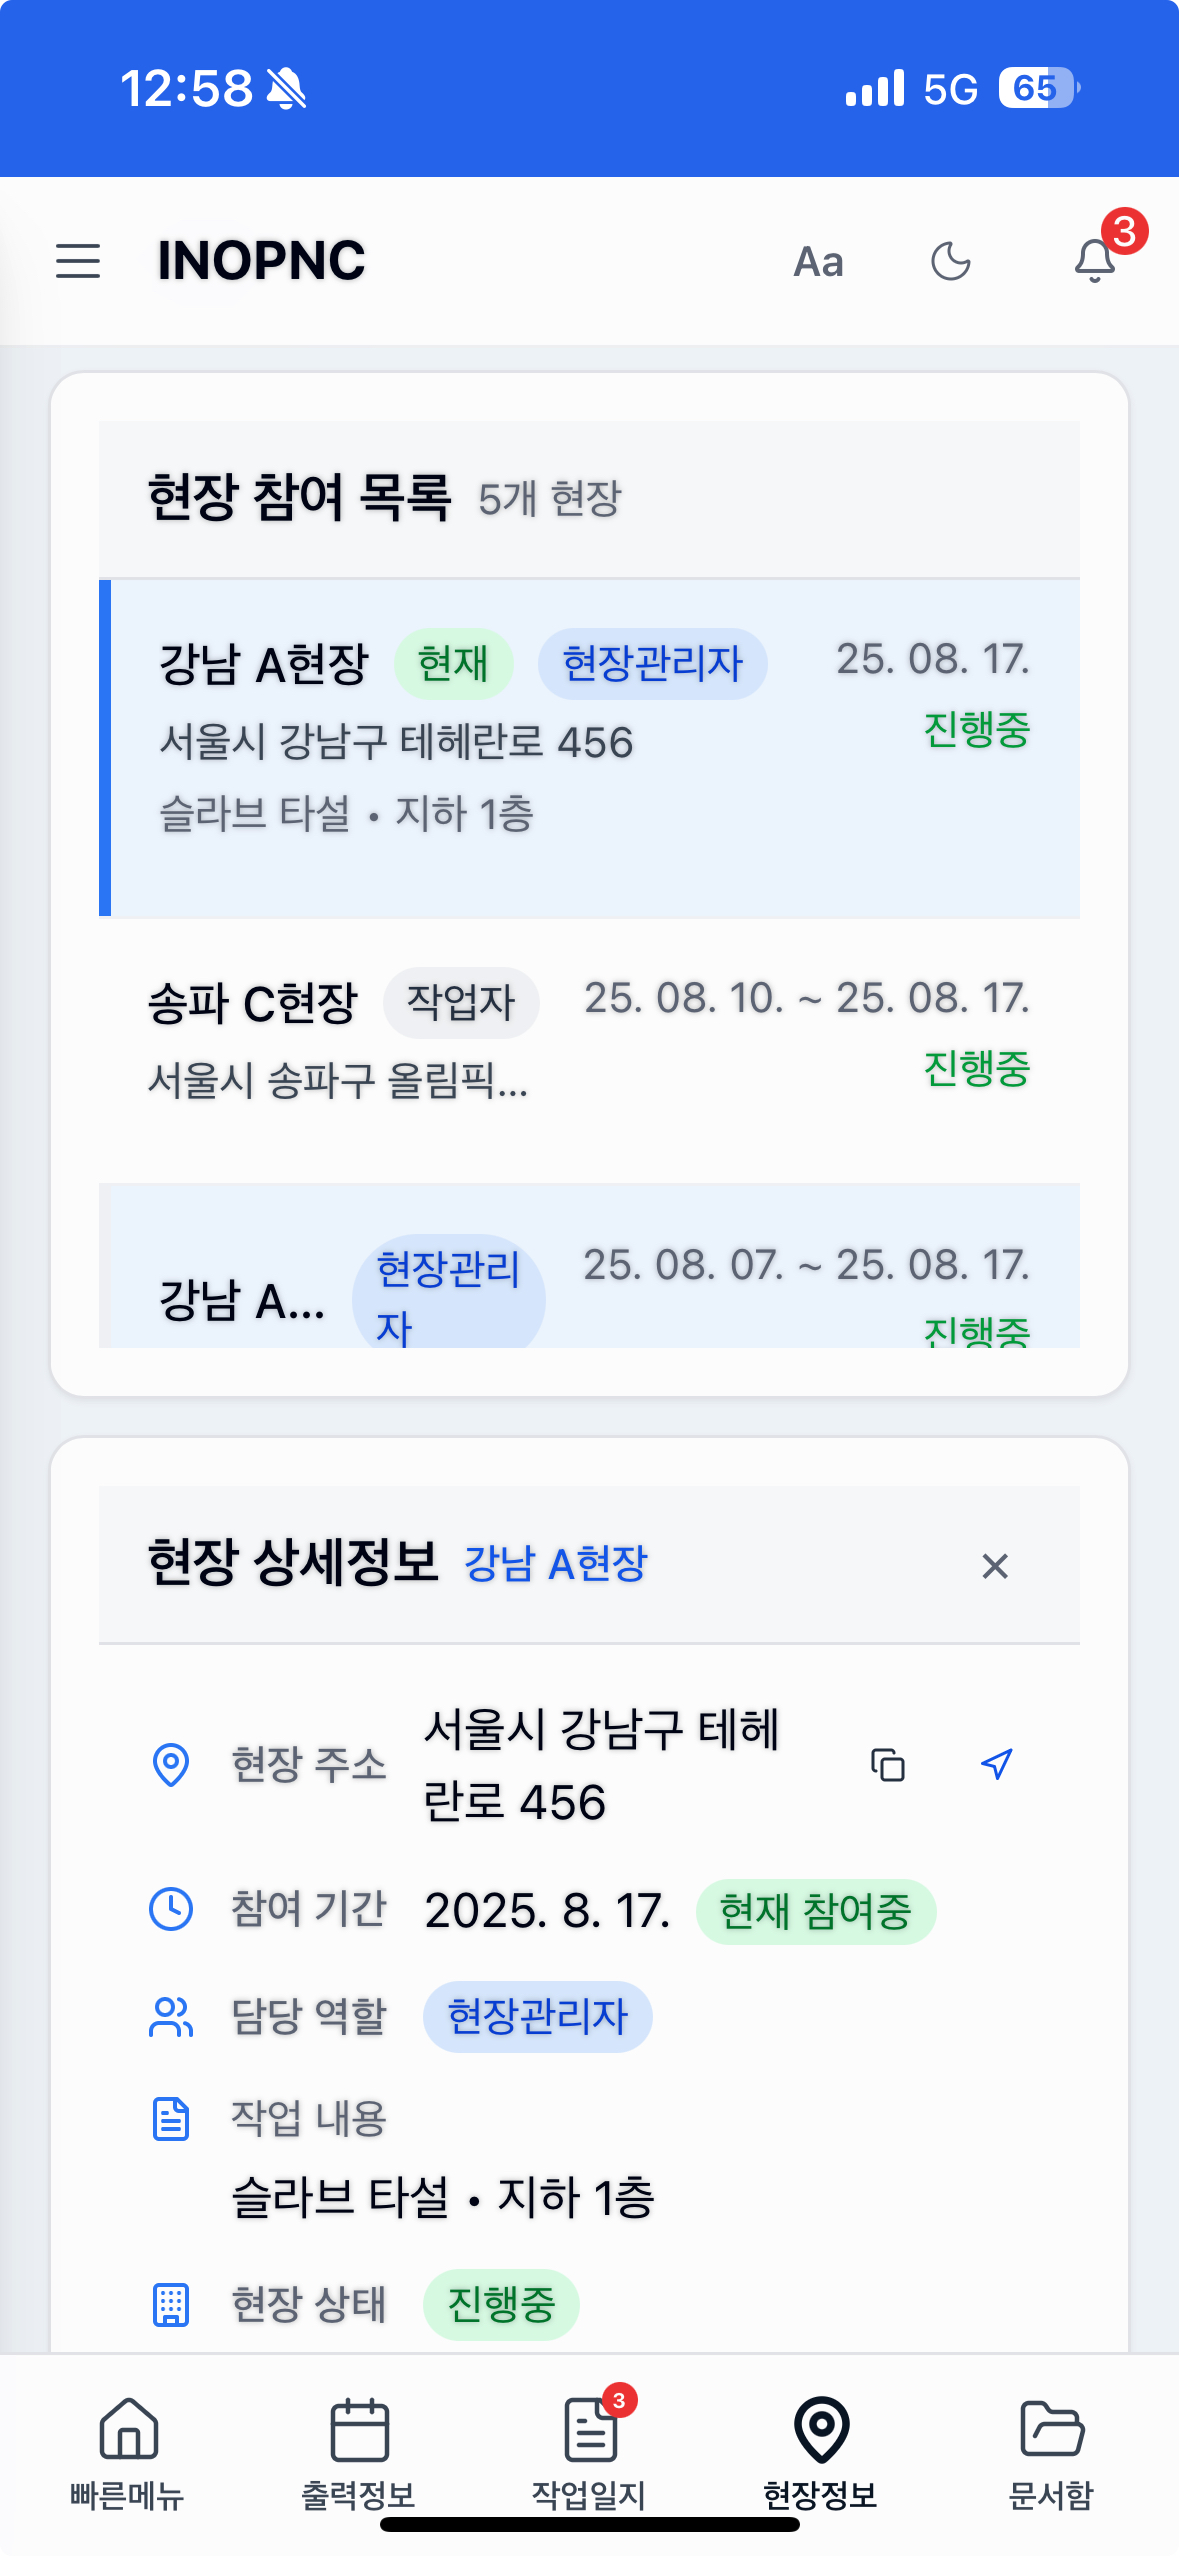 12:58
5G
65
INOPNC
Aa
3
현장 참여 목록 5개 현장
강남 A현장 현재 현장관리자 25. 08. 17.
서울시 강남구 테헤란로 456 진행중
슬라브 타설 • 지하 1층
송파 C현장 작업자 25. 08. 10. ~ 25. 08. 17.
서울시 송파구 올림픽... 진행중
강남 A... 현장관리
자
25. 08. 07. ~ 25. 08. 17.
진행중
현장 상세정보 강남 A현장
현장 주소
서울시 강남구 테헤
란로 456
참여 기간 2025. 8. 17. 현재 참여중
담당 역할 현장관리자
작업 내용
슬라브 타설 • 지하 1층
현장 상태 진행중
3
빠른메뉴 출력정보 작업일지 현장정보 문서함